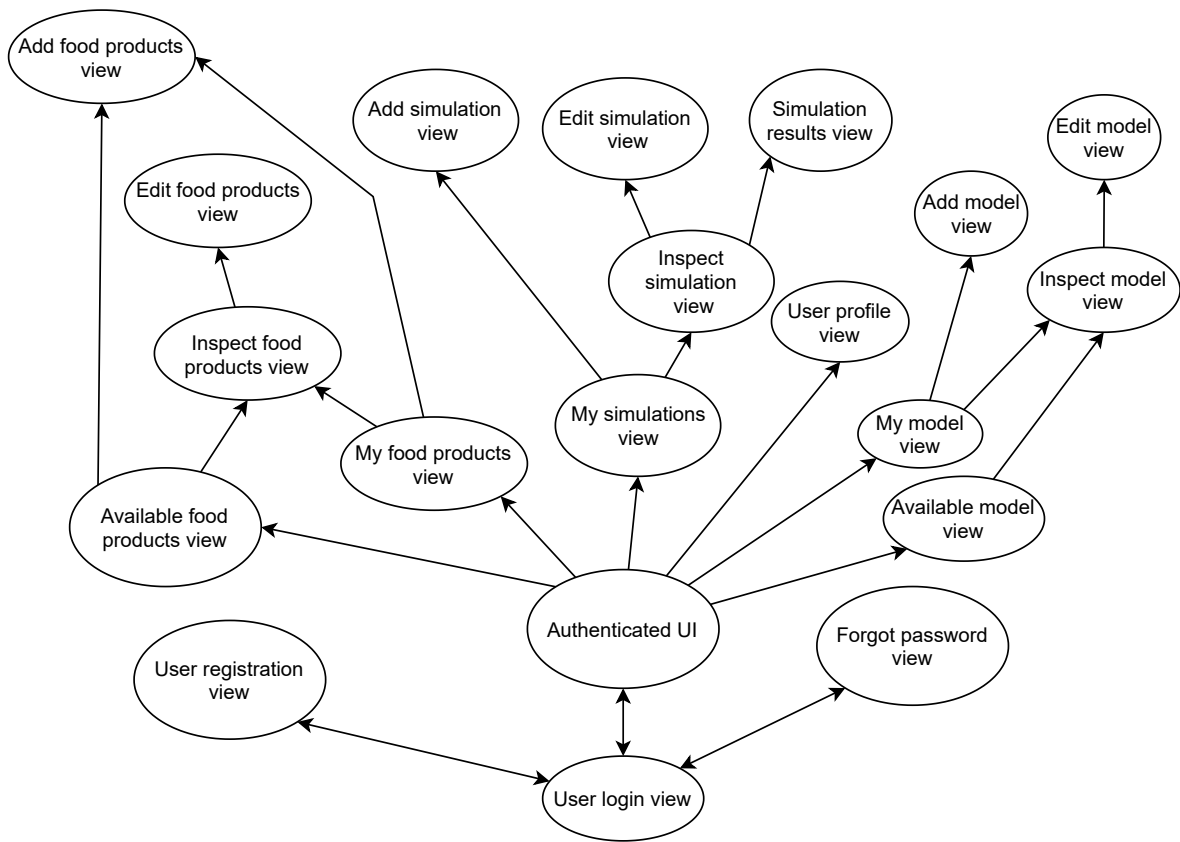 Add food products
view
Add simulation
view
Edit simulation
view
Simulation
results view
Edit model
view
Edit food products
view
Add model
view
Inspect
simulation
view
Inspect model
view
User profile
view
Inspect food
products view
My simulations
view
My model
view
My food products
view
Available food
products view
Available model
view
Authenticated UI
Forgot password
view
User registration
view
User login view